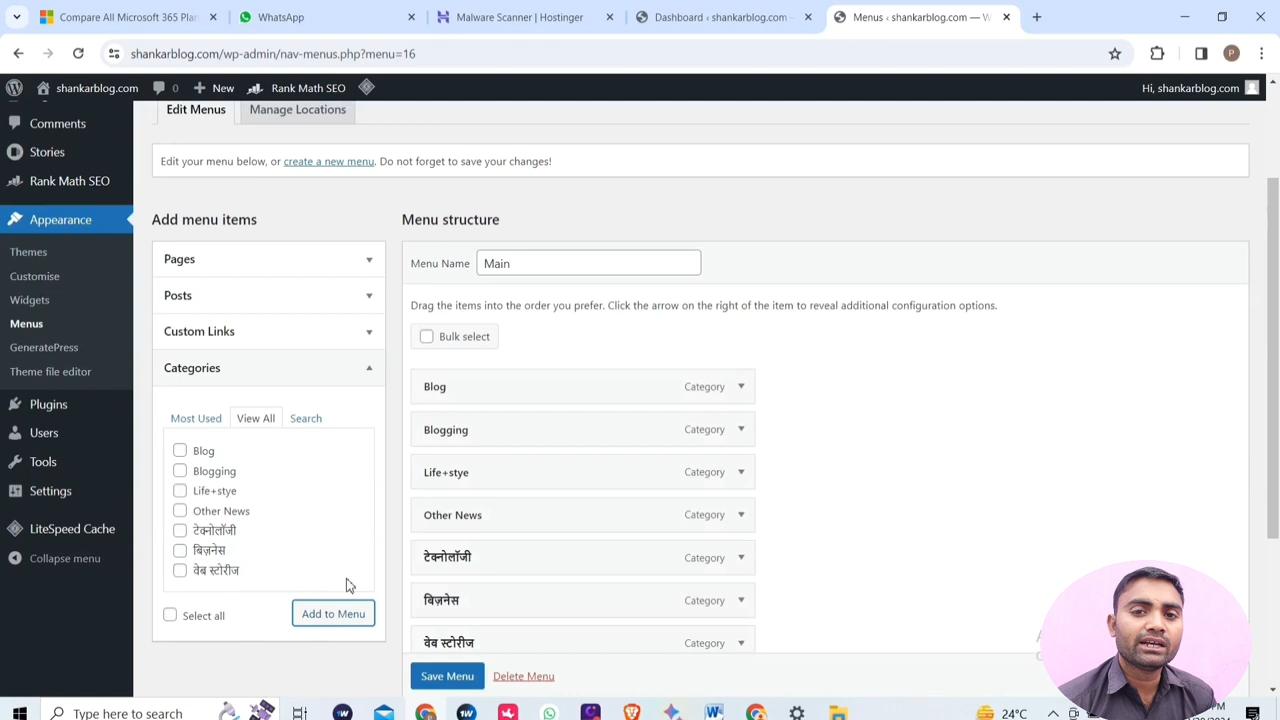 Compare All Microsoft 365 Plan
WhatsApp
Malware Scanner | Hostinger
Dashboard ‹ shankarblog.com —
Menus ‹ shankarblog.com — W
shankarblog.com/wp-admin/nav-menus.php?menu=16
P
shankarblog.com
0
New
Rank Math SEO
Hi, shankarblog.com
Comments
Stories
Rank Math SEO
Appearance
Themes
Customise
Widgets
Menus
GeneratePress
Theme file editor
Plugins
Users
Tools
Settings
LiteSpeed Cache
Collapse menu
Edit Menus
Manage Locations
Edit your menu below, or create a new menu. Do not forget to save your changes!
Add menu items
Pages
Posts
Custom Links
Categories
Most Used
View All
Search
Blog
Blogging
Life+stye
Other News
टेक्नोलॉजी
बिज़नेस
वेब स्टोरीज
Select all
Add to Menu
Menu structure
Menu Name
Main
Drag the items into the order you prefer. Click the arrow on the right of the item to reveal additional configuration options.
Bulk select
Blog Category
Blogging Category
Life+stye Category
Other News Category
टेक्नोलॉजी Category
बिज़नेस Category
वेब स्टोरीज Category
Save Menu
Delete Menu
Type here to search
24°C